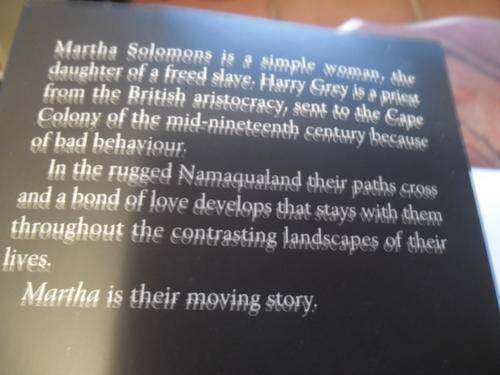 Martha Solomons is a simple woman, the
daughter of a freed slave. Harry Grey is a priest
from the British aristocracy, sent to the Cape
Colony of the mid-nineteenth century because
of bad behaviour.
In the rugged Namaqualand their paths cross
and a bond of love develops that stays with them
throughout the contrasting landscapes of their
lives.
Martha is their moving story.